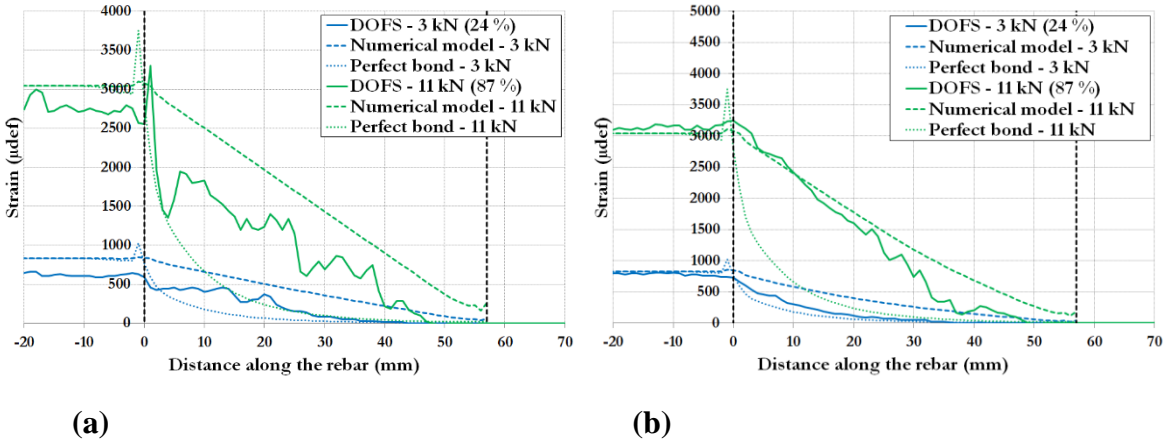 4000
3500
3000
2500
2000
1500
1000
500
0
Strain (µdef)
-20 -10 0 10 20 30 40 50 60 70
Distance along the rebar (mm)
DOFS - 3 kN (24 %)
Numerical model - 3 kN
Perfect bond - 3 kN
DOFS - 11 kN (87 %)
Numerical model - 11 kN
Perfect bond - 11 kN
(a)
5000
4500
4000
3500
3000
2500
2000
1500
1000
500
0
Strain (µdef)
-20 -10 0 10 20 30 40 50 60 70
Distance along the rebar (mm)
DOFS - 3 kN (24 %)
Numerical model - 3 kN
Perfect bond - 3 kN
DOFS - 11 kN (87 %)
Numerical model - 11 kN
Perfect bond - 11 kN
(b)